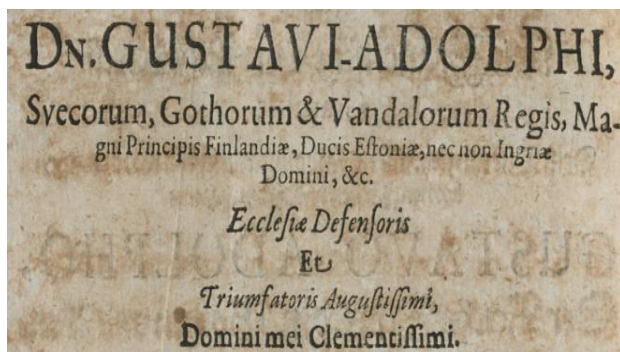 DN. GUSTAVI-ADOLPHI,
Svecorum, Gothorum & Vandalorum Regis, Ma-
gni Principis Finlandiæ, Ducis Eſtoniæ, nec non Ingriæ
Domini, &c.
Eccleſiæ Defenſoris
Et
Triumfatoris Auguſtiſſimi,
Domini mei Clementiſſimi.